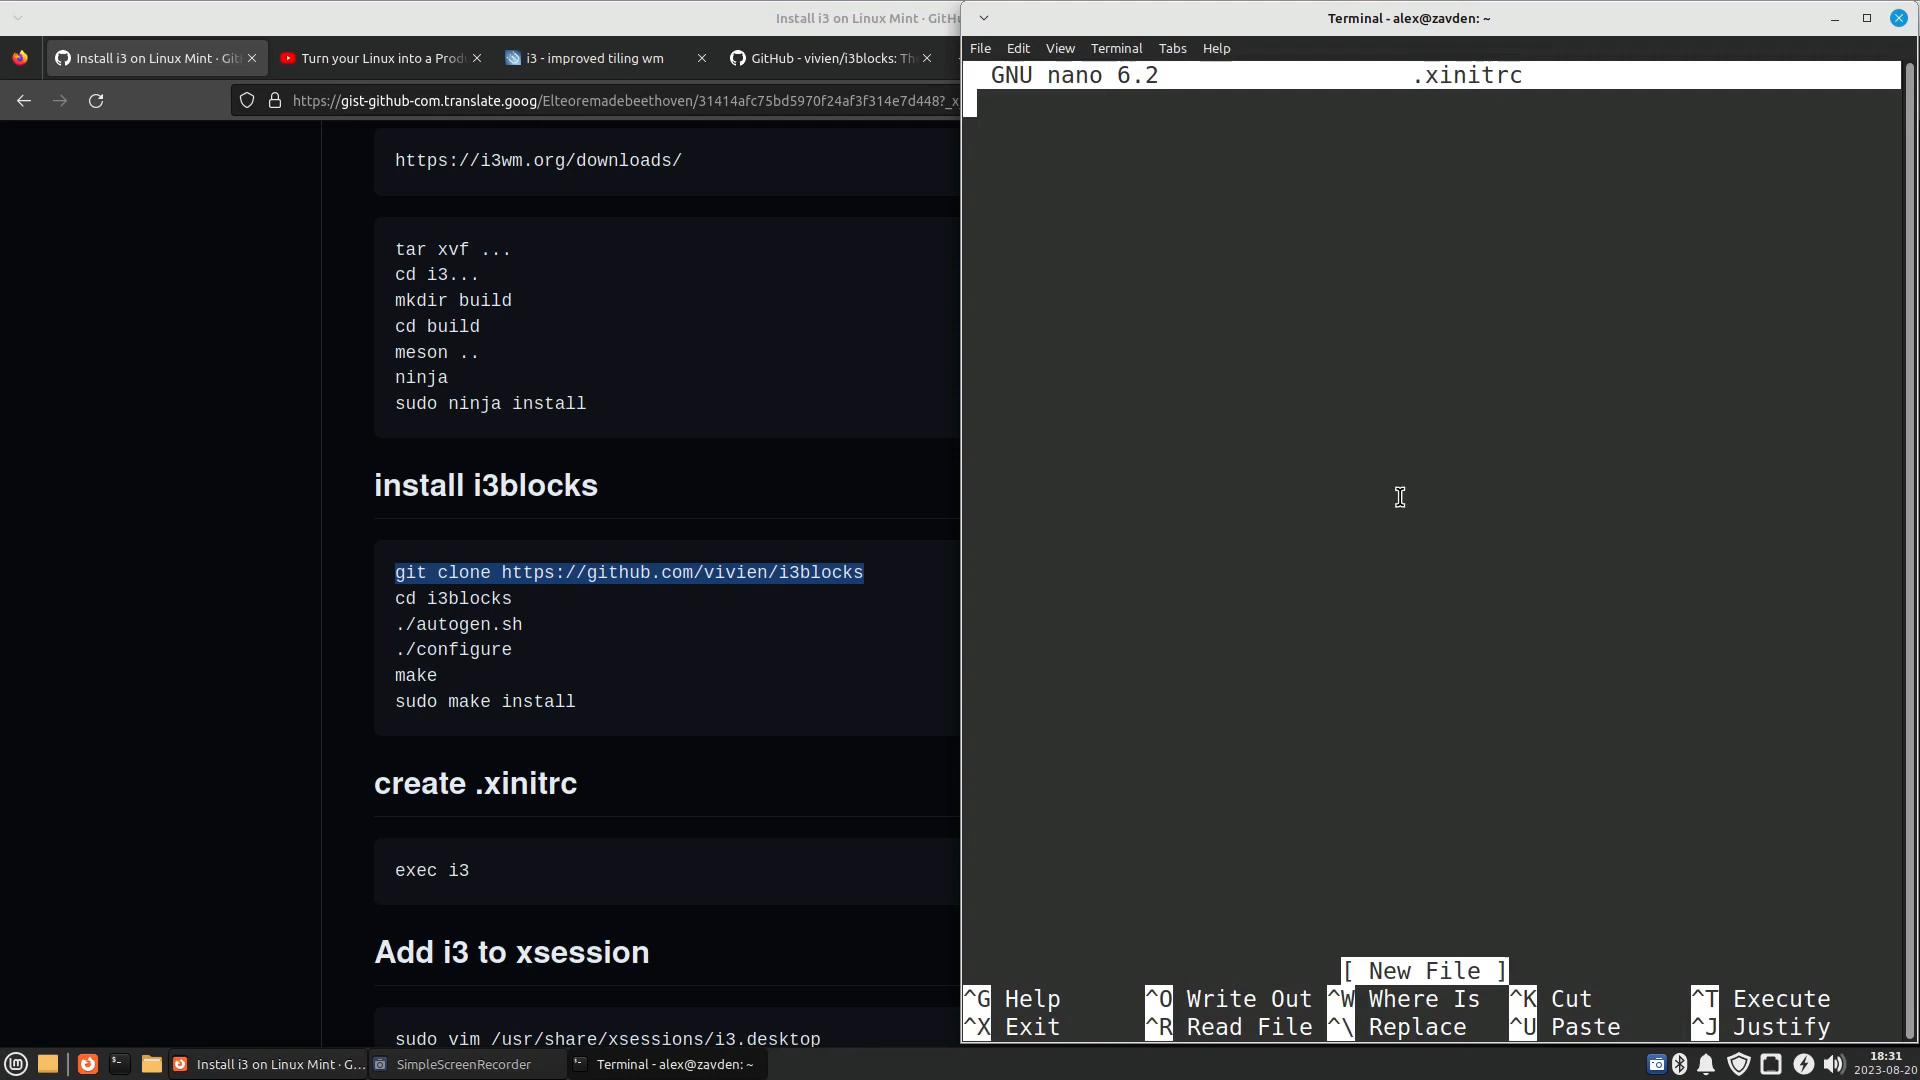 Install i3 on Linux Mint · GitHu
Terminal - alex@zavden: ~
Install i3 on Linux Mint · Git
Turn your Linux into a Prod
i3 - improved tiling wm
GitHub - vivien/i3blocks: Th
https://gist-github-com.translate.goog/Elteoremadebeethoven/31414afc75bd5970f24af3f314e7d448?_x
File Edit View Terminal Tabs Help
GNU nano 6.2 .xinitrc
https://i3wm.org/downloads/
tar xvf ...
cd i3...
mkdir build
cd build
meson ..
ninja
sudo ninja install
install i3blocks
git clone https://github.com/vivien/i3blocks
cd i3blocks
./autogen.sh
./configure
make
sudo make install
create .xinitrc
exec i3
Add i3 to xsession
sudo vim /usr/share/xsessions/i3.desktop
[ New File ]
^G Help ^O Write Out ^W Where Is ^K Cut ^T Execute
^X Exit ^R Read File ^\ Replace ^U Paste ^J Justify
Install i3 on Linux Mint · G...
SimpleScreenRecorder
Terminal - alex@zavden: ~
18:31
2023-08-20